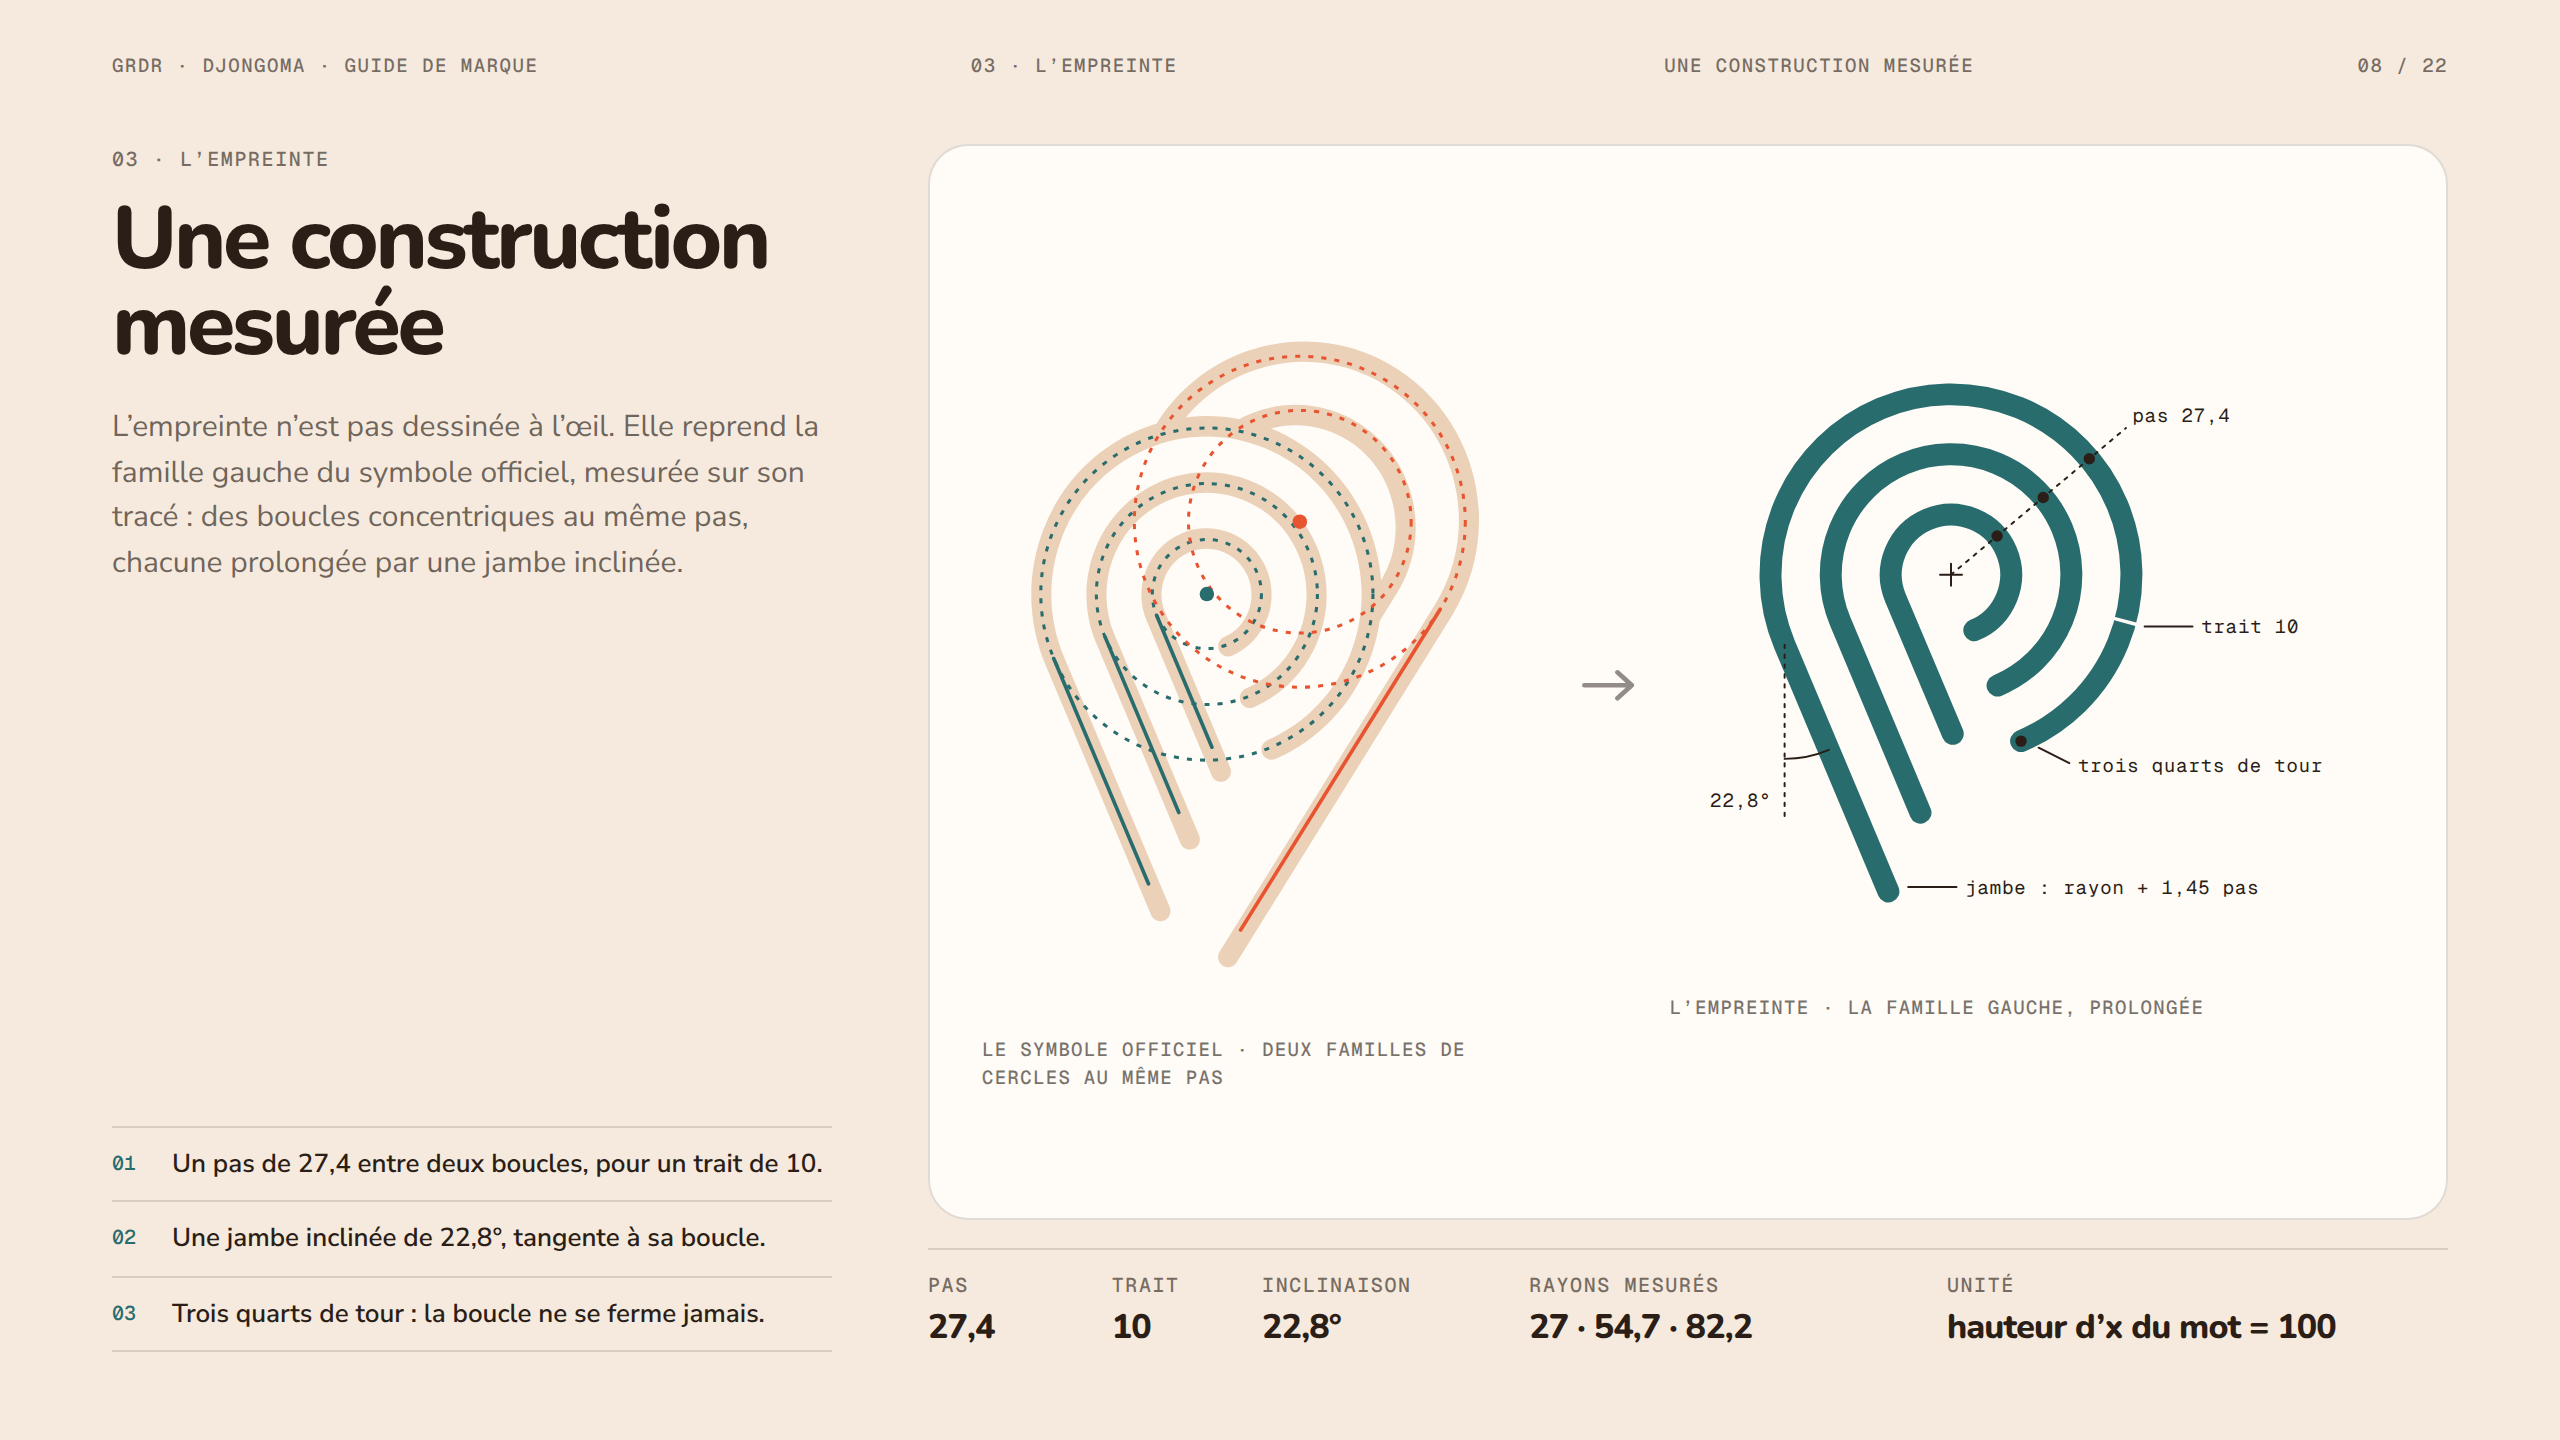 GRDR · DJONGOMA · GUIDE DE MARQUE
03 · L’EMPREINTE
UNE CONSTRUCTION MESURÉE
08 / 22
03 · L’EMPREINTE
Une construction
mesurée
L’empreinte n’est pas dessinée à l’œil. Elle reprend la
famille gauche du symbole officiel, mesurée sur son
tracé : des boucles concentriques au même pas,
chacune prolongée par une jambe inclinée.
01 Un pas de 27,4 entre deux boucles, pour un trait de 10.
02 Une jambe inclinée de 22,8°, tangente à sa boucle.
03 Trois quarts de tour : la boucle ne se ferme jamais.
LE SYMBOLE OFFICIEL · DEUX FAMILLES DE
CERCLES AU MÊME PAS
pas 27,4
trait 10
trois quarts de tour
22,8°
jambe : rayon + 1,45 pas
L’EMPREINTE · LA FAMILLE GAUCHE, PROLONGÉE
PAS
27,4
TRAIT
10
INCLINAISON
22,8°
RAYONS MESURÉS
27 · 54,7 · 82,2
UNITÉ
hauteur d’x du mot = 100